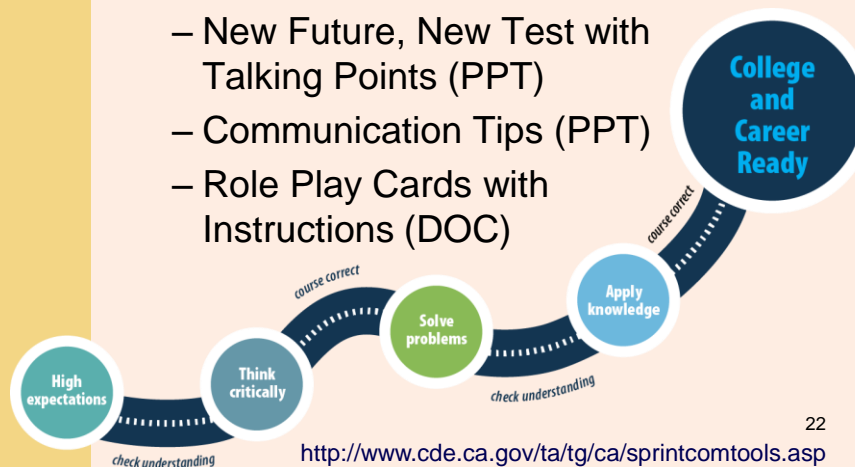 – New Future, New Test with
Talking Points (PPT)
– Communication Tips (PPT)
– Role Play Cards with
Instructions (DOC)
College
and
Career
Ready
course correct
Apply
knowledge
course correct
Solve
problems
check understanding
Think
critically
High
expectations
check understanding
22
http://www.cde.ca.gov/ta/tg/ca/sprintcomtools.asp